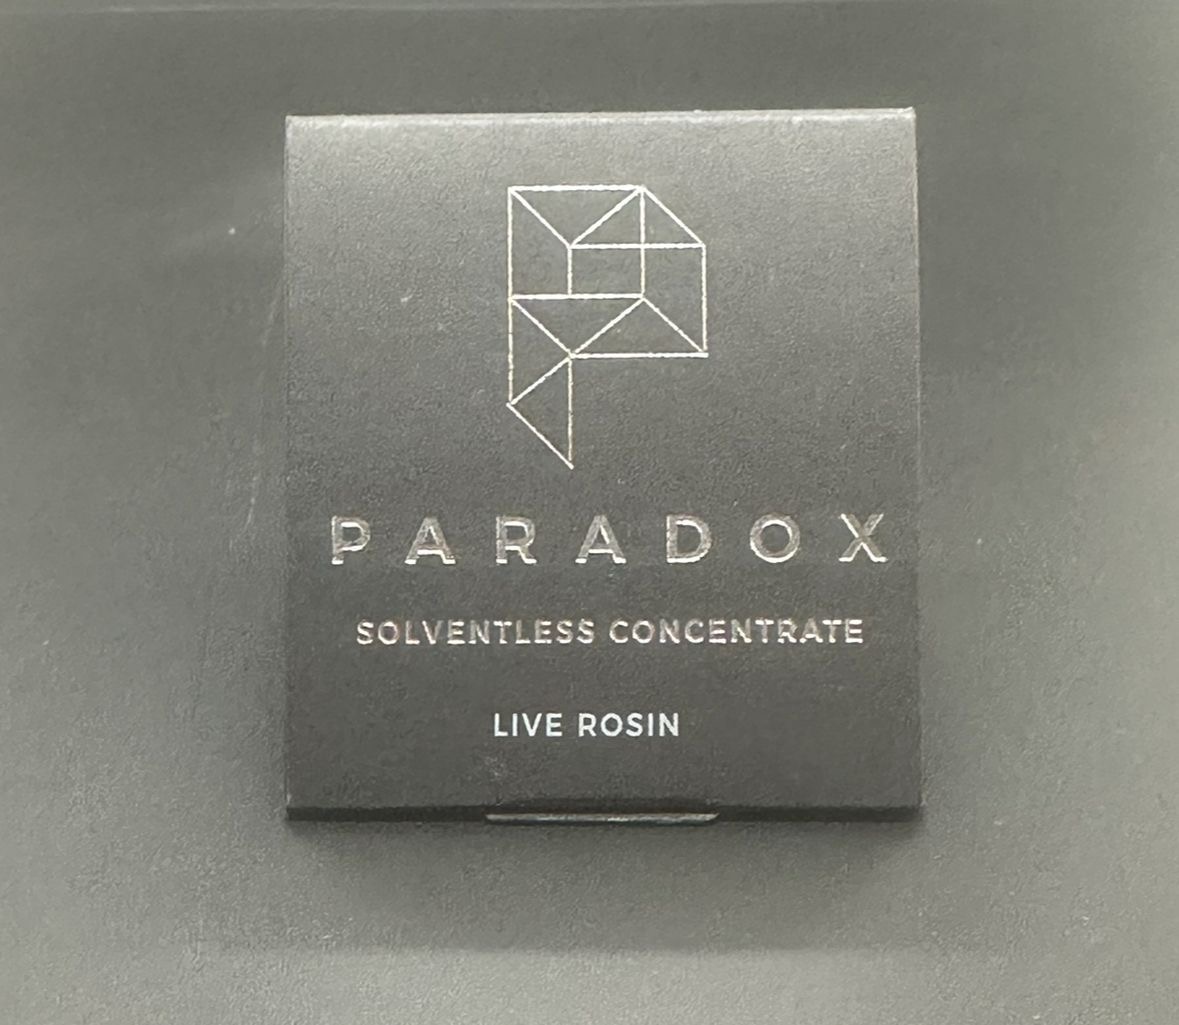 PARADOX
SOLVENTLESS CONCENTRATE
LIVE ROSIN